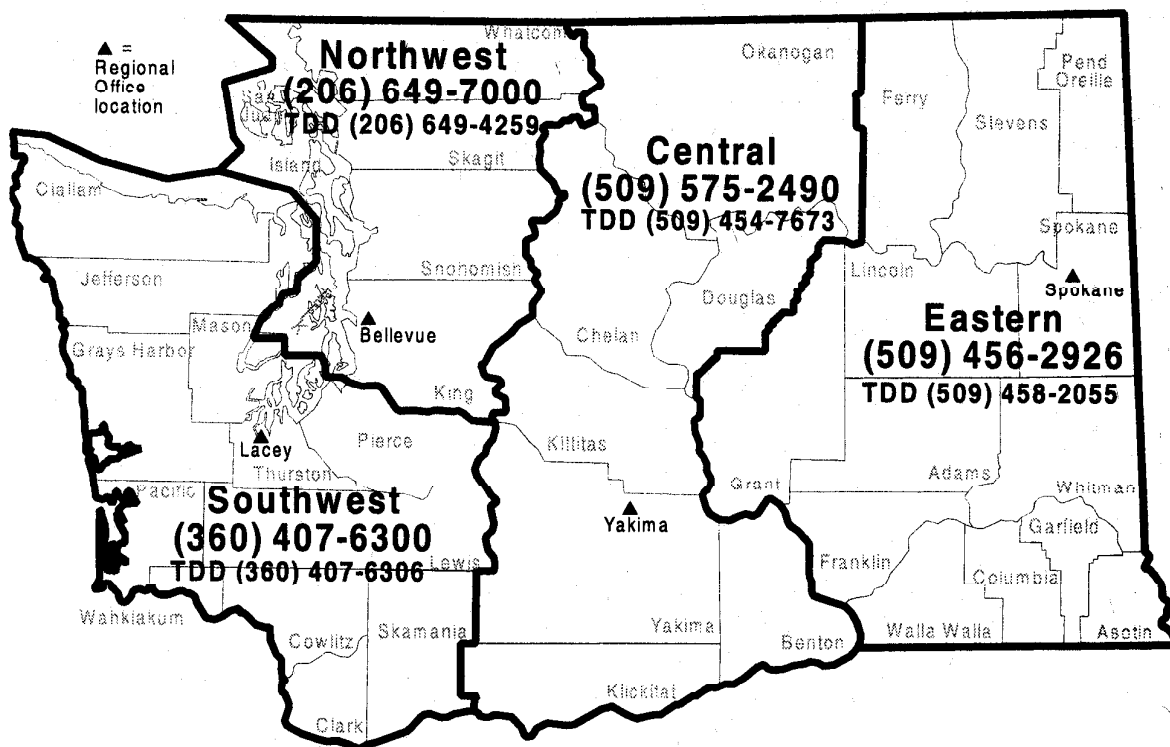 ▲ =
Regional
Office
location
Northwest
(206) 649-7000
TDD (206) 649-4259
Whatcom
San
Juan
Island
Skagit
Snohomish
King
Bellevue
Okanogan
Central
(509) 575-2490
TDD (509) 454-7673
Douglas
Chelan
Kittitas
Yakima
Yakima
Klickitat
Benton
Ferry
Stevens
Pend
Oreille
Spokane
Lincoln
Spokane
Eastern
(509) 456-2926
TDD (509) 458-2055
Grant
Adams
Whitman
Franklin
Garfield
Columbia
Walla Walla
Asotin
Clallam
Jefferson
Mason
Grays Harbor
Lacey
Thurston
Pierce
Pacific
Southwest
(360) 407-6300
TDD (360) 407-6306
Lewis
Wahkiakum
Cowlitz
Skamania
Clark